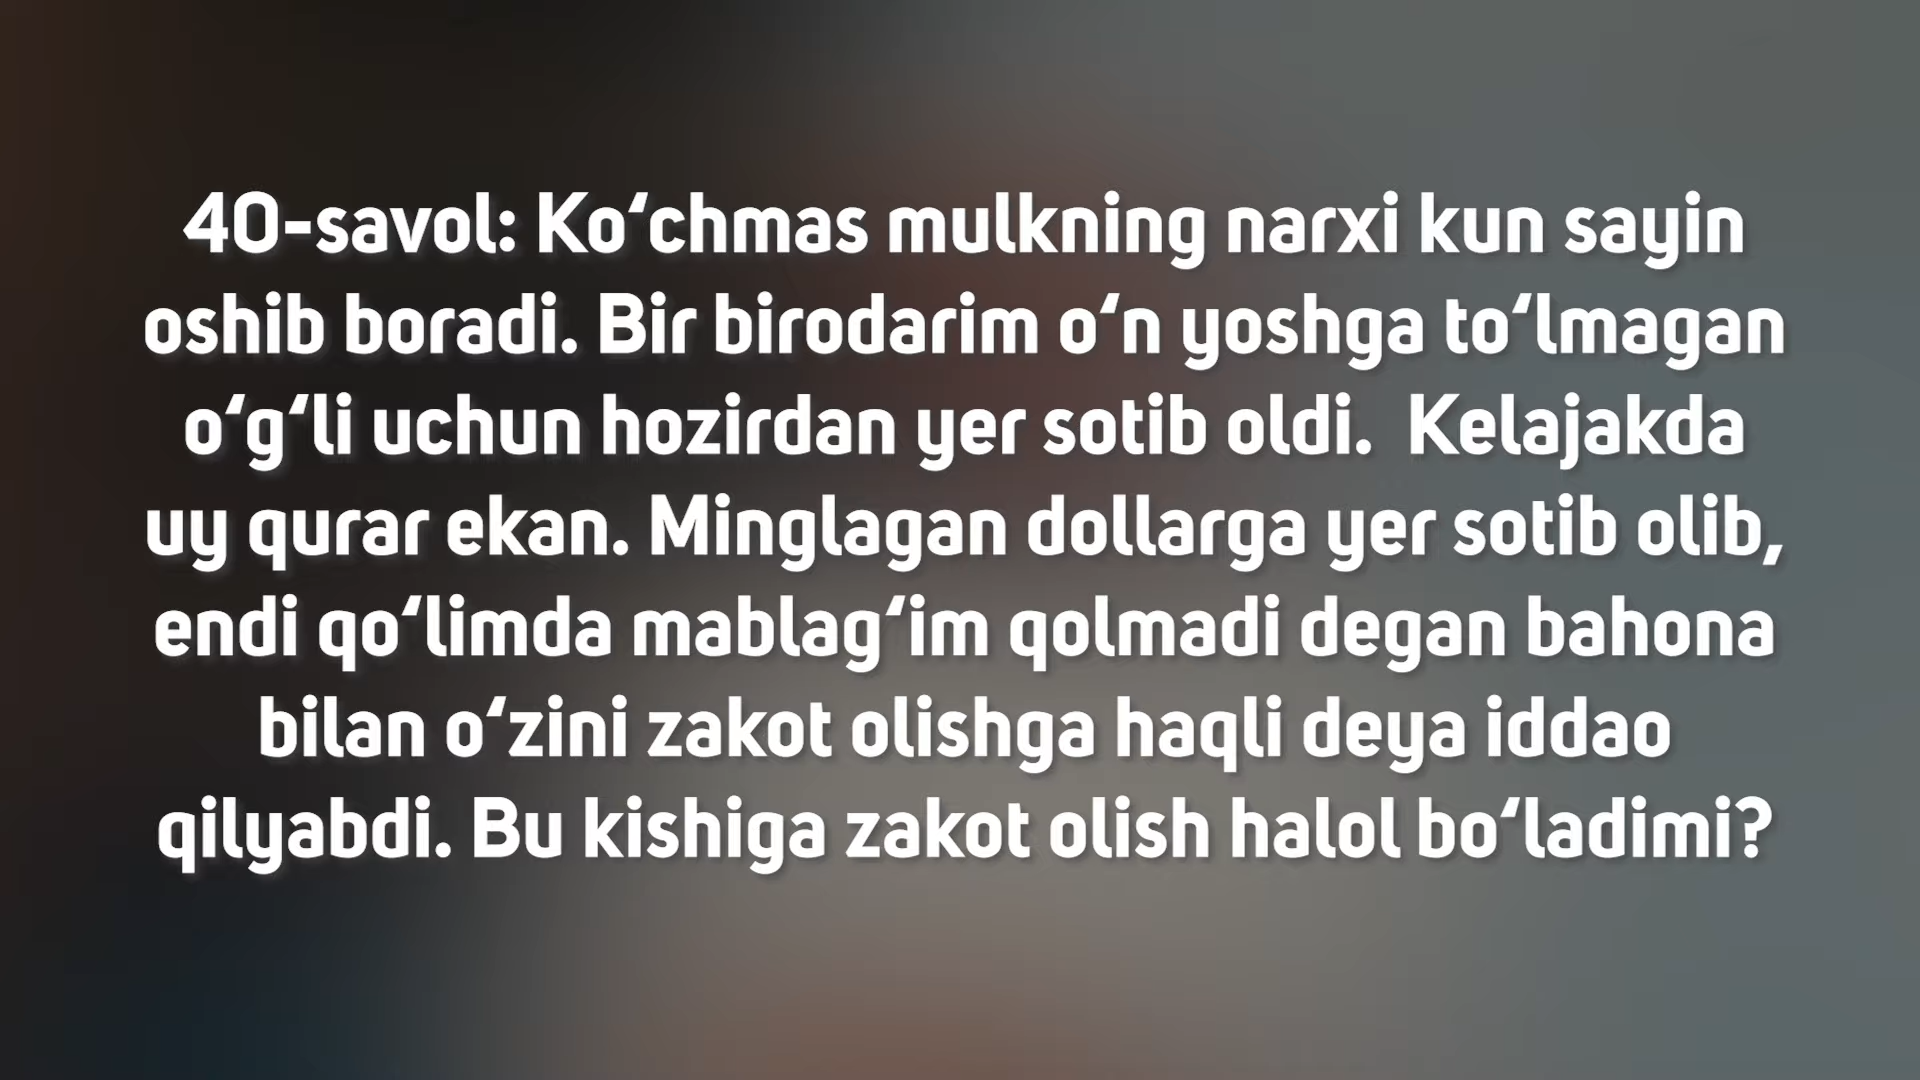 40-savol: Ko‘chmas mulkning narxi kun sayin
oshib boradi. Bir birodarim o‘n yoshga to‘lmagan
o‘g‘li uchun hozirdan yer sotib oldi.  Kelajakda
uy qurar ekan. Minglagan dollarga yer sotib olib,
endi qo‘limda mablag‘im qolmadi degan bahona
bilan o‘zini zakot olishga haqli deya iddao
qilyabdi. Bu kishiga zakot olish halol bo‘ladimi?